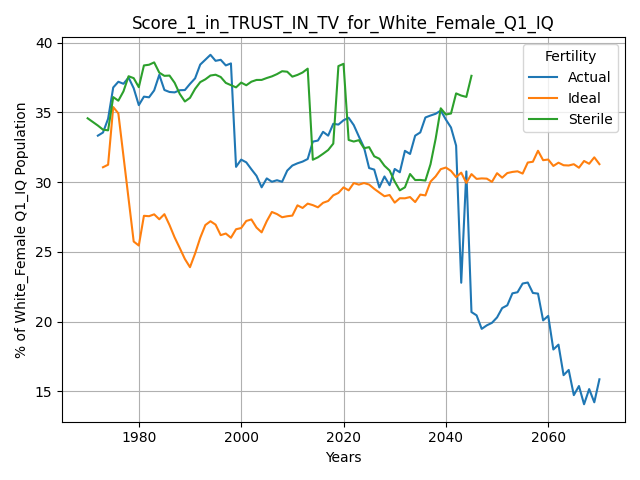 Score_1_in_TRUST_IN_TV_for_White_Female_Q1_IQ
% of White_Female Q1_IQ Population
40
35
30
25
20
15
Fertility
Actual
Ideal
Sterile
1980
2000
2020
2040
2060
Years